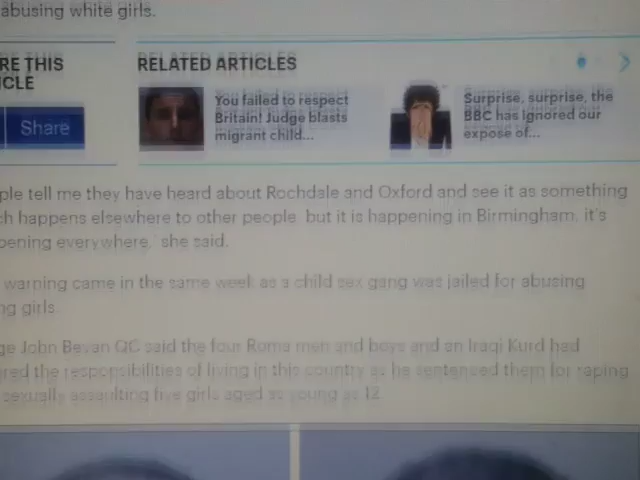 abusing white girls.
RE THIS
ICLE
Share
RELATED ARTICLES
You failed to respect
Britain! Judge blasts
migrant child...
Surprise, surprise, the
BBC has ignored our
expose of...
ple tell me they have heard about Rochdale and Oxford and see it as something
ch happens elsewhere to other people, but it is happening in Birmingham, it's
pening everywhere,' she said.
warning came in the same week as a child sex gang was jailed for abusing
ng girls.
ge John Bevan QC said the four Roma men and boys and an Iraqi Kurd had
red the responsibilities of living in this country as he sentenced them for raping
sexually assaulting five girls aged as young as 12.